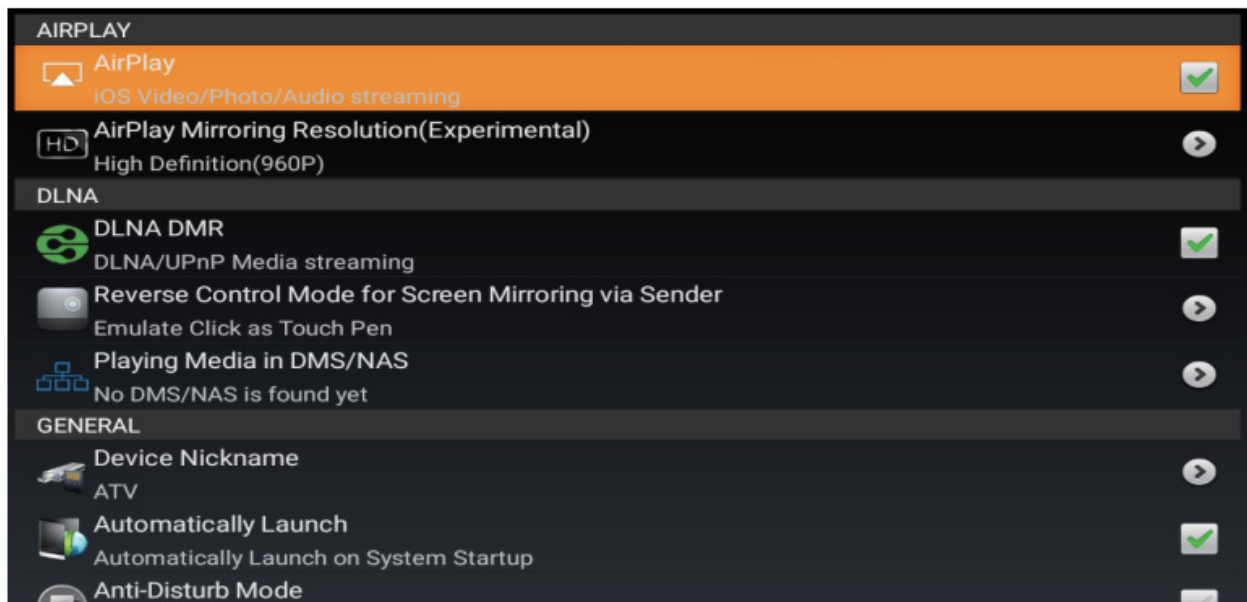 AIRPLAY
AirPlay
iOS Video/Photo/Audio streaming
AirPlay Mirroring Resolution(Experimental)
HD
High Definition(960P)
DLNA
DLNA DMR
DLNA/UPnP Media streaming
Reverse Control Mode for Screen Mirroring via Sender
Emulate Click as Touch Pen
Playing Media in DMS/NAS
No DMS/NAS is found yet
GENERAL
Device Nickname
ATV
Automatically Launch
Automatically Launch on System Startup
Anti-Disturb Mode